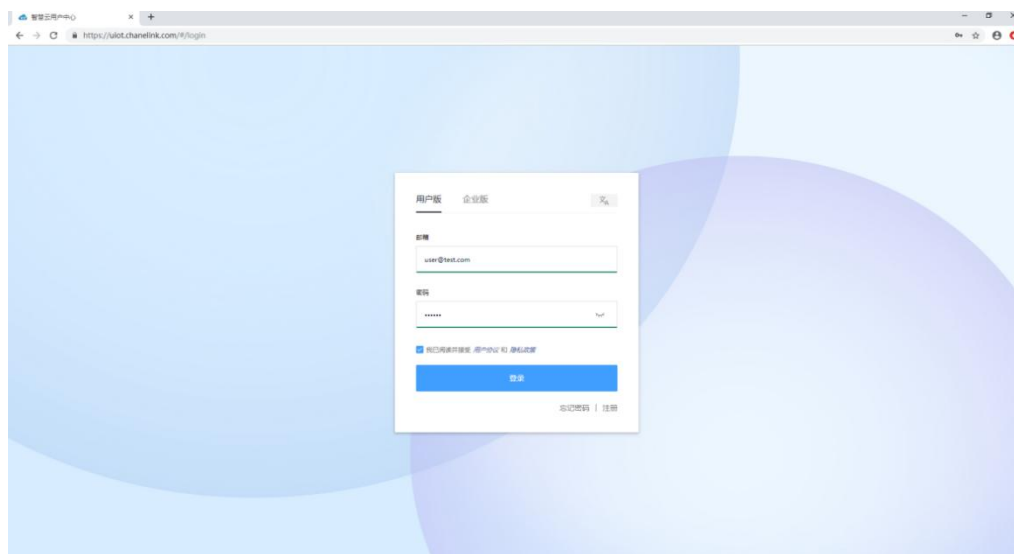 智慧云用户中心
https://uiot.chanelink.com/#/login
用户版 企业版
邮箱
user@test.com
密码
••••••
我已阅读并接受 用户协议 和 隐私政策
登录
忘记密码 | 注册